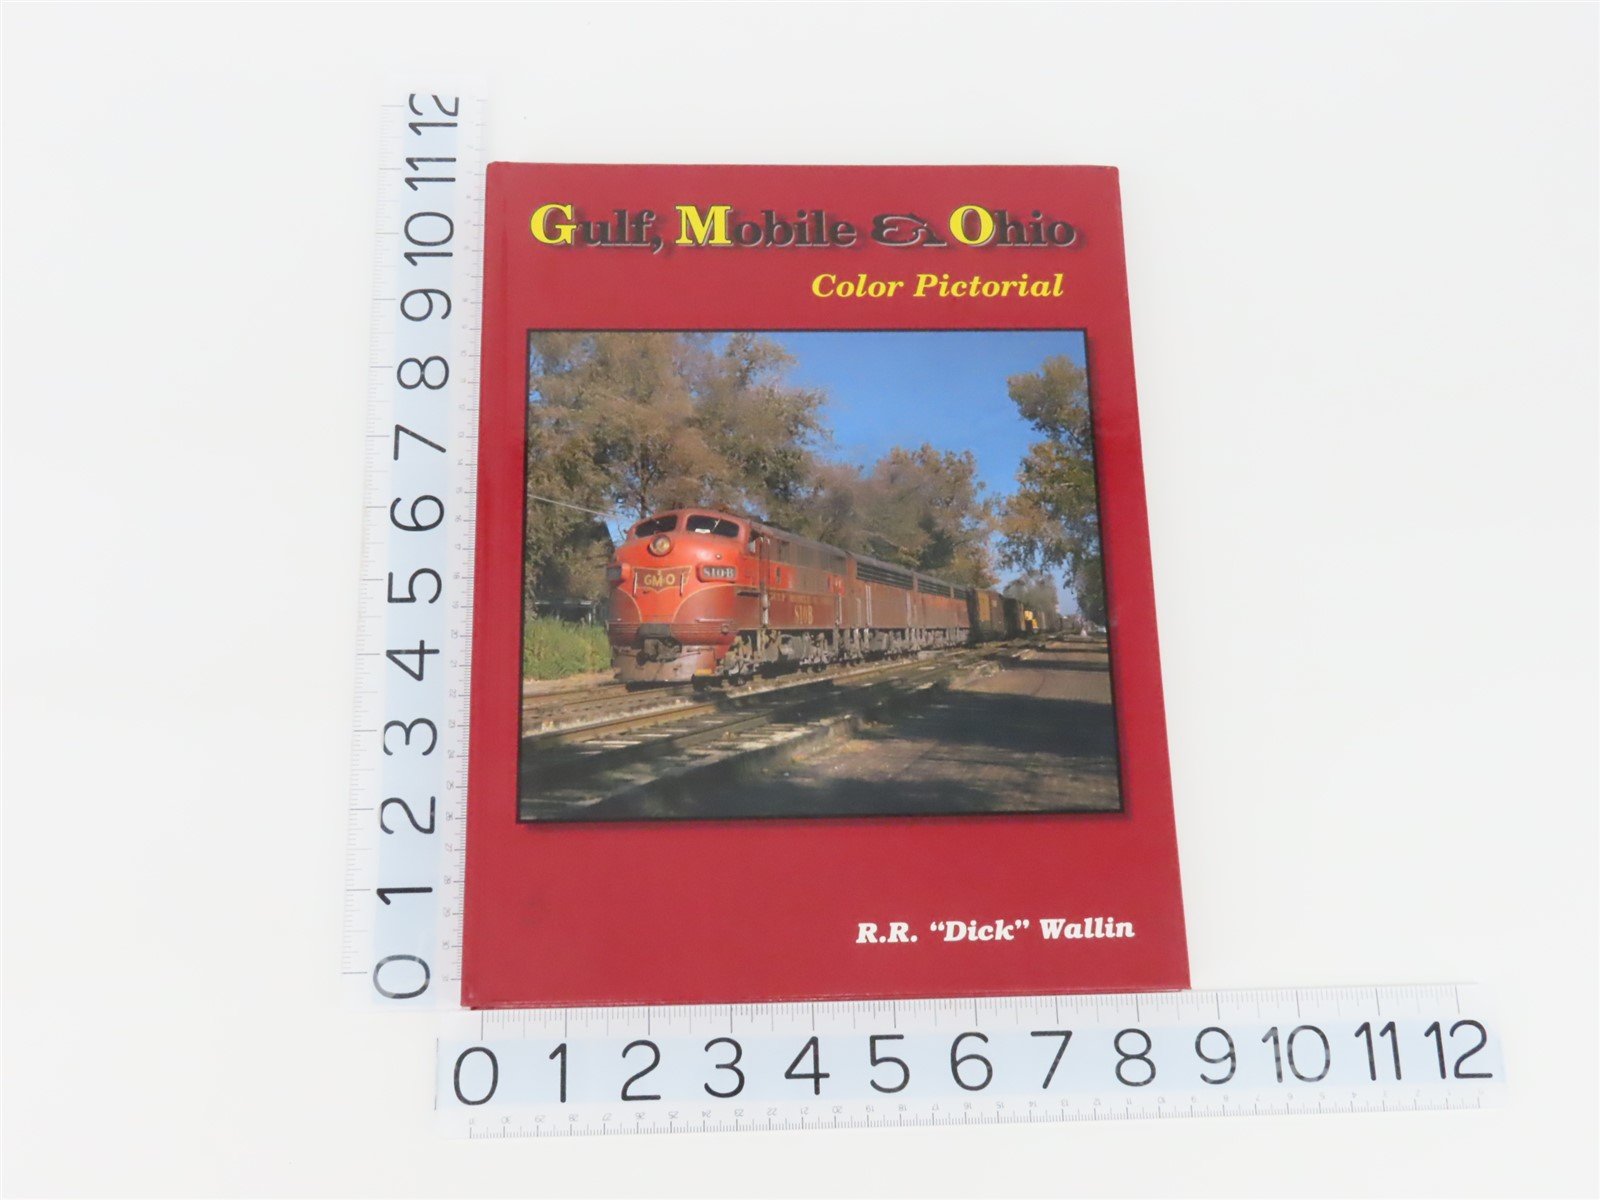 Gulf, Mobile & Ohio
Color Pictorial
GM&O
810-B
810B
R.R. “Dick” Wallin
12
11
10
9
8
7
6
5
4
3
2
1
0
0 1 2 3 4 5 6 7 8 9 10 11 12